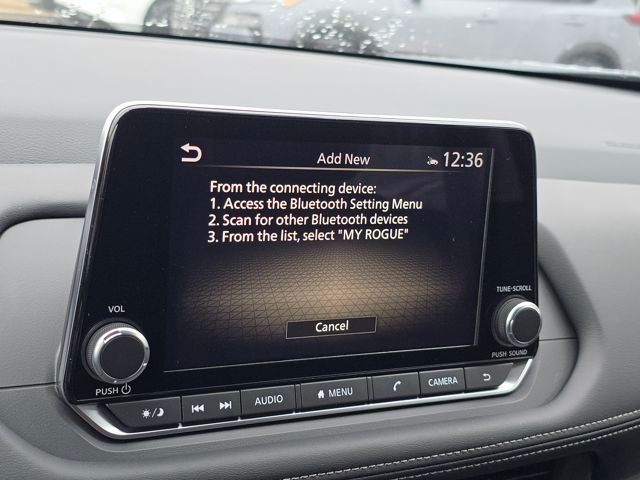 Add New
12:36
From the connecting device:
1. Access the Bluetooth Setting Menu
2. Scan for other Bluetooth devices
3. From the list, select "MY ROGUE"
Cancel
VOL
PUSH
TUNE-SCROLL
PUSH SOUND
AUDIO
MENU
CAMERA